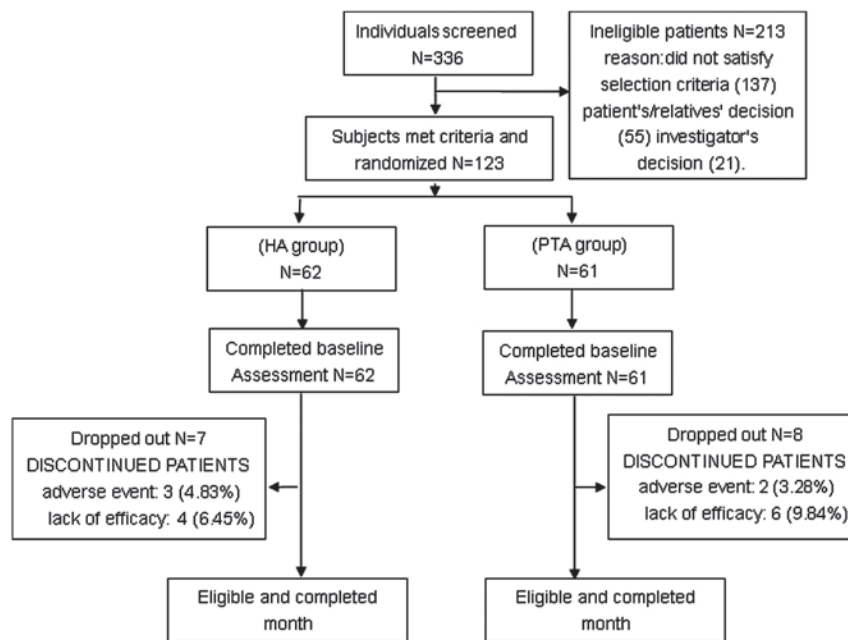 Individuals screened
N=336
Ineligible patients N=213
reason:did not satisfy
selection criteria (137)
patient's/relatives' decision
(55) investigator's
decision (21).
Subjects met criteria and
randomized N=123
(HA group)
N=62
(PTA group)
N=61
Completed baseline
Assessment N=62
Completed baseline
Assessment N=61
Dropped out N=7
DISCONTINUED PATIENTS
adverse event: 3 (4.83%)
lack of efficacy: 4 (6.45%)
Dropped out N=8
DISCONTINUED PATIENTS
adverse event: 2 (3.28%)
lack of efficacy: 6 (9.84%)
Eligible and completed
month
Eligible and completed
month